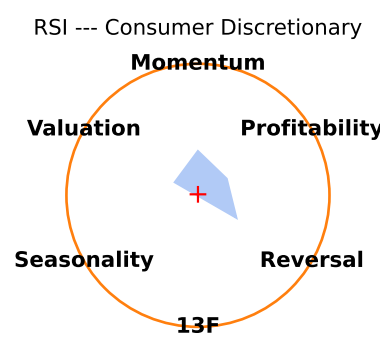 RSI --- Consumer Discretionary
Momentum
Valuation
Profitability
Seasonality
Reversal
13F